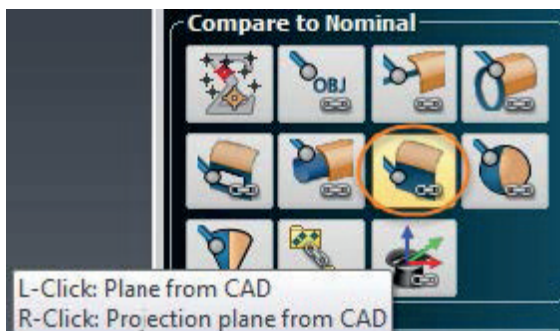 Compare to Nominal
OBJ
L-Click: Plane from CAD
R-Click: Projection plane from CAD